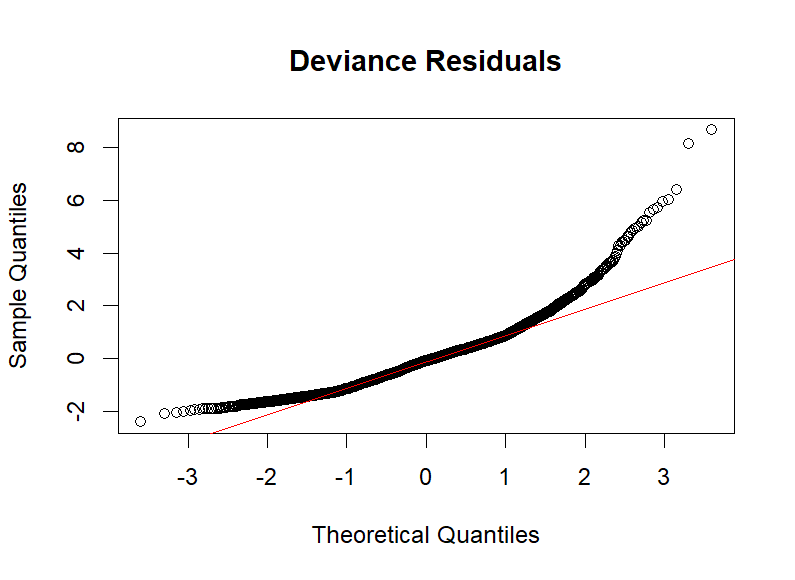 Deviance Residuals
Sample Quantiles
8
6
4
2
0
-2
-3 -2 -1 0 1 2 3
Theoretical Quantiles